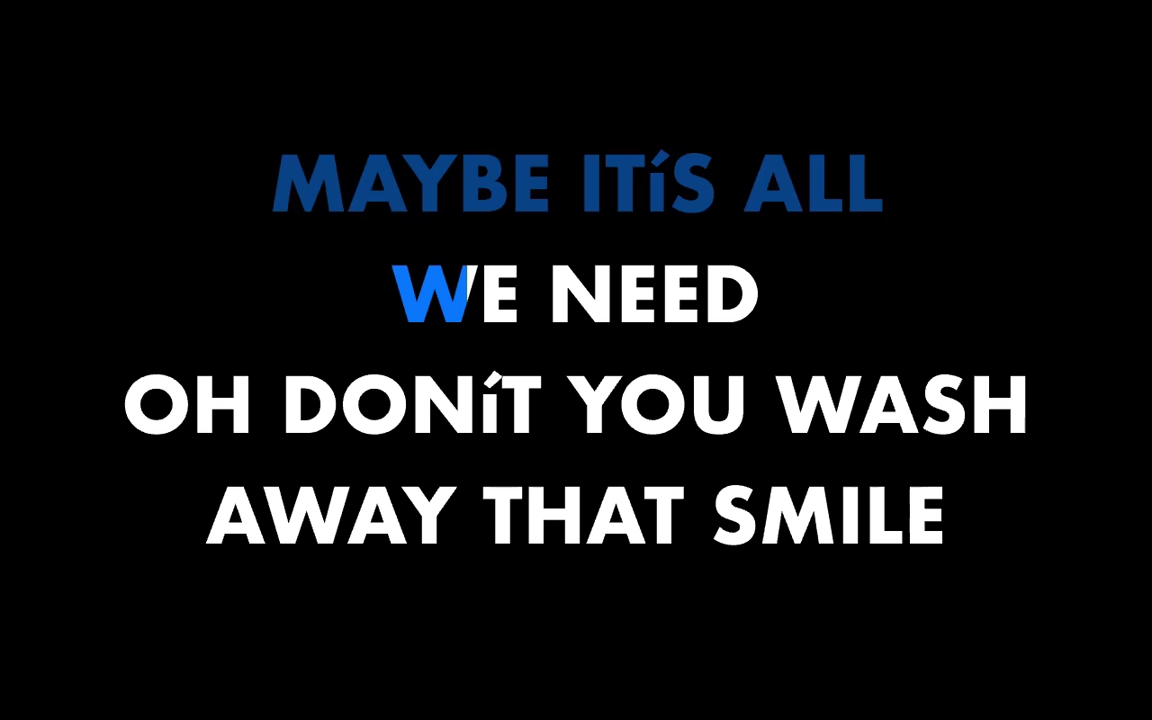 MAYBE ITíS ALL
WE NEED
OH DONíT YOU WASH
AWAY THAT SMILE